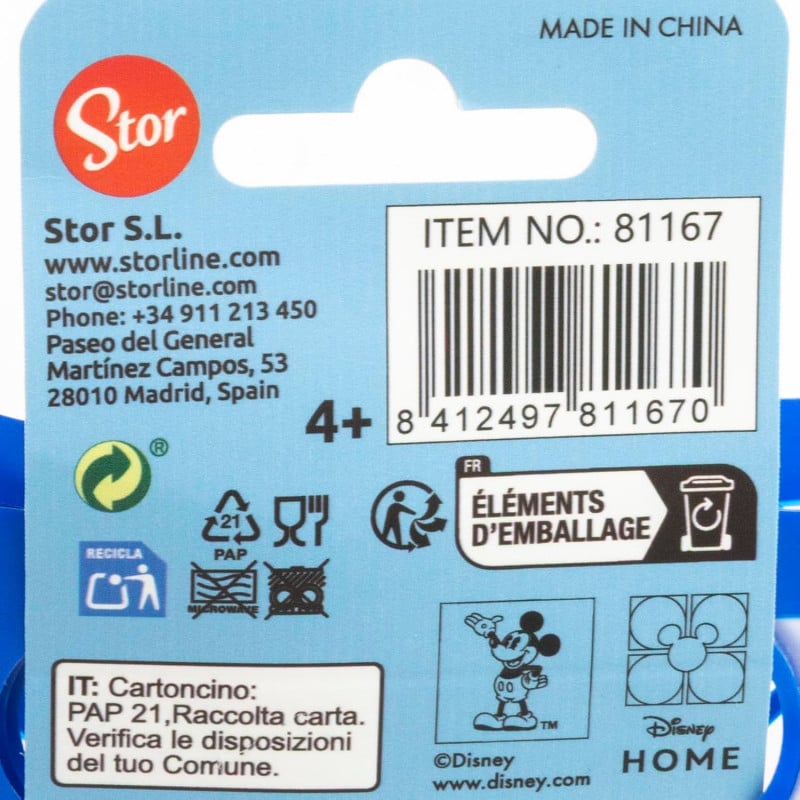 MADE IN CHINA
Stor
Stor S.L.
www.storline.com
stor@storline.com
Phone: +34 911 213 450
Paseo del General
Martínez Campos, 53
28010 Madrid, Spain
ITEM NO.: 81167
8 412497 811670
4+
®
RECICLA
21
PAP
MICROWAVE
FR
ÉLÉMENTS
D'EMBALLAGE
IT: Cartoncino:
PAP 21,Raccolta carta.
Verifica le disposizioni
del tuo Comune.
TM
©Disney
www.disney.com
Disney
HOME